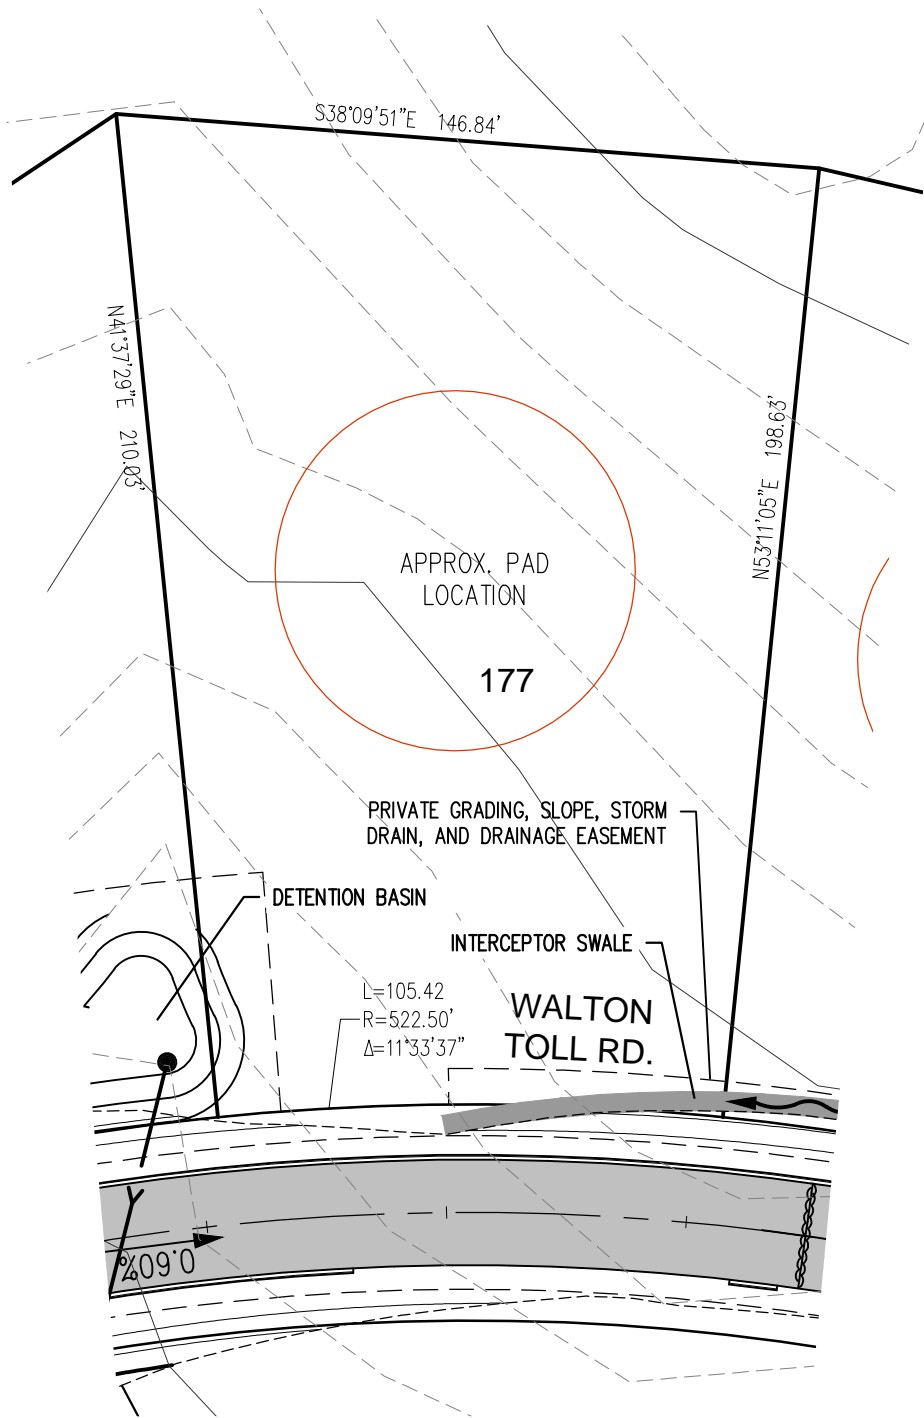 S38°09'51"E 146.84'
N41°37'29"E 210.03'
N53°11'05"E 198.63'
APPROX. PAD
LOCATION
177
PRIVATE GRADING, SLOPE, STORM
DRAIN, AND DRAINAGE EASEMENT
DETENTION BASIN
INTERCEPTOR SWALE
L=105.42
R=522.50'
Δ=11°33'37"
WALTON
TOLL RD.
0.60%